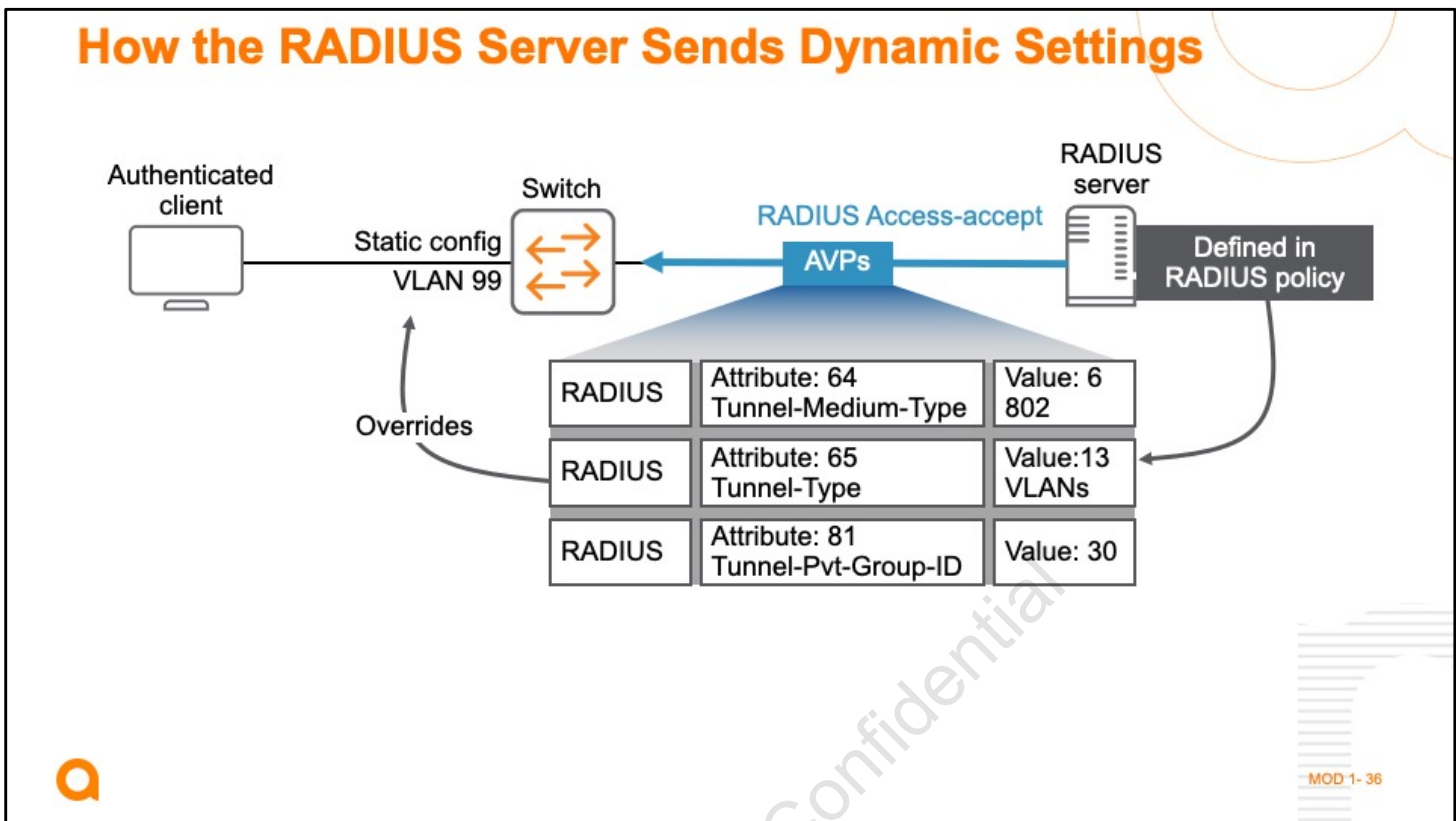 How the RADIUS Server Sends Dynamic Settings
Authenticated
client
Switch
RADIUS
server
Static config
VLAN 99
RADIUS Access-accept
AVPs
Defined in
RADIUS policy
Overrides
RADIUS
Attribute: 64
Tunnel-Medium-Type
Value: 6
802
RADIUS
Attribute: 65
Tunnel-Type
Value:13
VLANs
RADIUS
Attribute: 81
Tunnel-Pvt-Group-ID
Value: 30
Confidential
MOD 1- 36